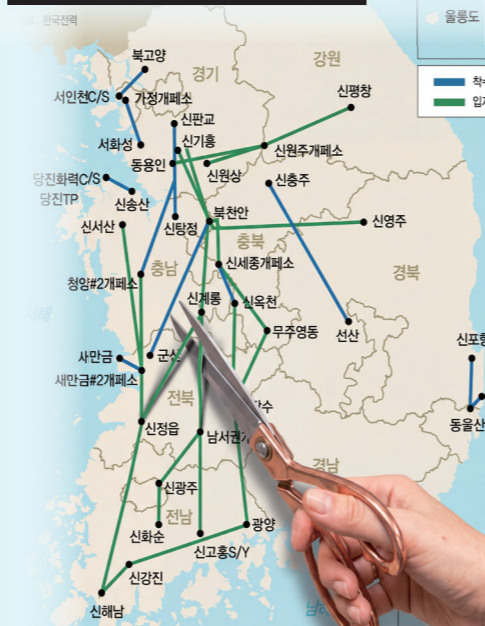 한국전력
울릉도
북고양
경기
강원
서인천C/S
가정개폐소
신평창
신판교
서화성
신기흥
신원주개폐소
동용인
신원상
당진화력C/S
신충주
당진TP
신송산
신서산
신탕정
북천안
신영주
충북
신세종개폐소
충남
경북
청양#2개폐소
신계룡
신옥천
무주영동
선산
신포항
새만금
군산
새만금#2개폐소
전북
신정읍
남서권
동울산
경남
신광주
전남
신화순
광양
신고흥S/Y
신강진
신해남